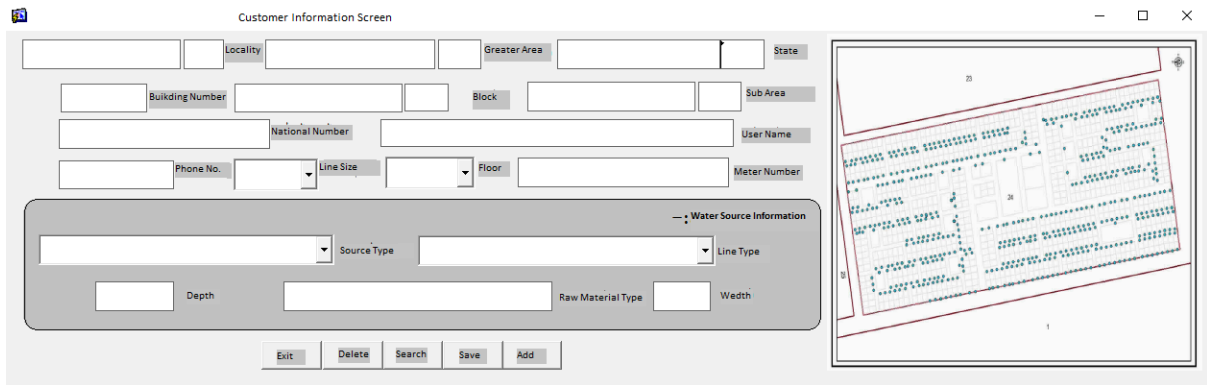 Customer Information Screen
Locality Greater Area State
Buikding Number Block Sub Area
National Number User Name
Phone No. Line Size Floor Meter Number
—: Water Source Information
Source Type Line Type
Depth Raw Material Type Wedth
Exit Delete Search Save Add
23
24
1